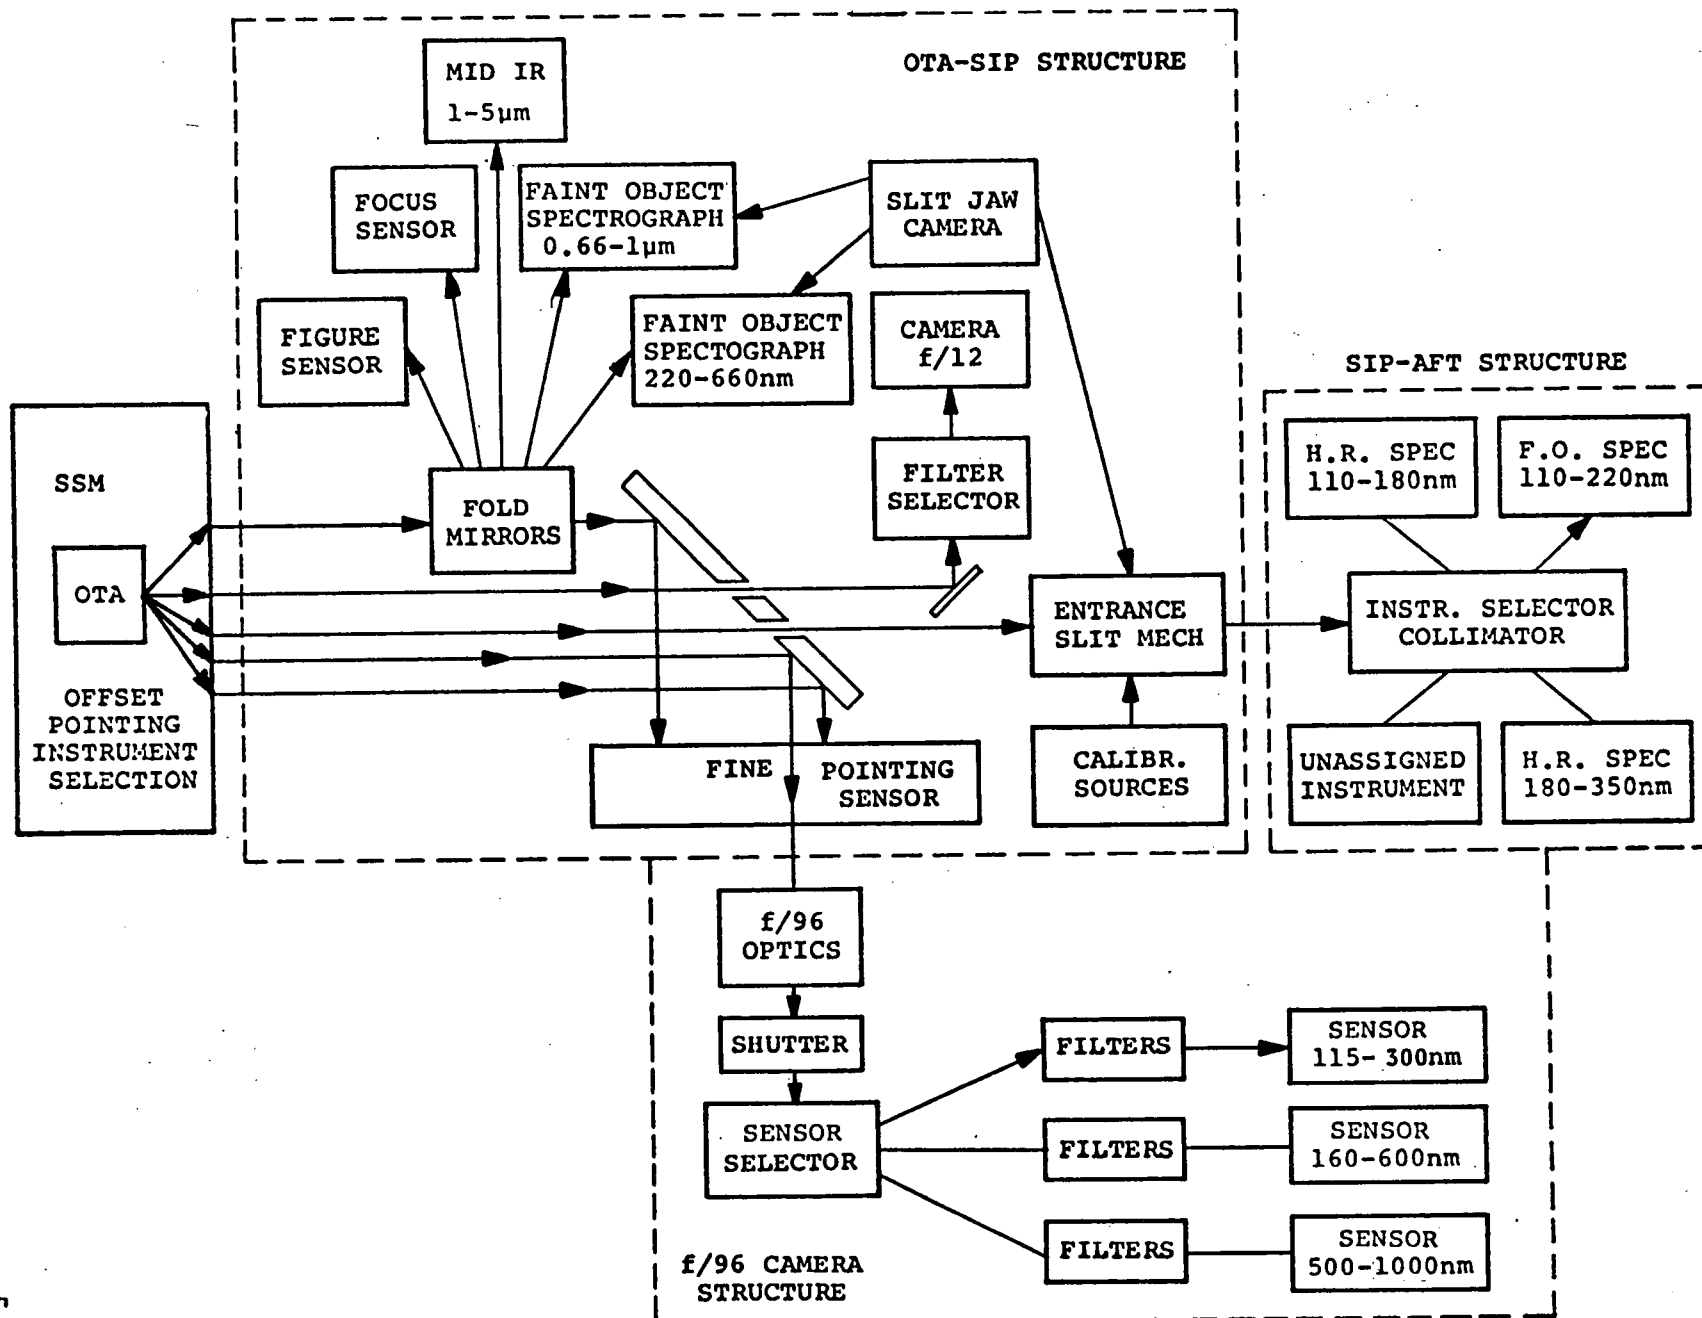 OTA-SIP STRUCTURE
MID IR
1-5µm
FOCUS
SENSOR
FAINT OBJECT
SPECTROGRAPH
0.66-1µm
SLIT JAW
CAMERA
FIGURE
SENSOR
FAINT OBJECT
SPECTOGRAPH
220-660nm
CAMERA
f/12
SIP-AFT STRUCTURE
SSM
OTA
OFFSET
POINTING
INSTRUMENT
SELECTION
FOLD
MIRRORS
FILTER
SELECTOR
H.R. SPEC
110-180nm
F.O. SPEC
110-220nm
ENTRANCE
SLIT MECH
INSTR. SELECTOR
COLLIMATOR
FINE POINTING
SENSOR
CALIBR.
SOURCES
UNASSIGNED
INSTRUMENT
H.R. SPEC
180-350nm
f/96
OPTICS
SHUTTER
SENSOR
SELECTOR
FILTERS
SENSOR
115-300nm
FILTERS
SENSOR
160-600nm
FILTERS
SENSOR
500-1000nm
f/96 CAMERA
STRUCTURE